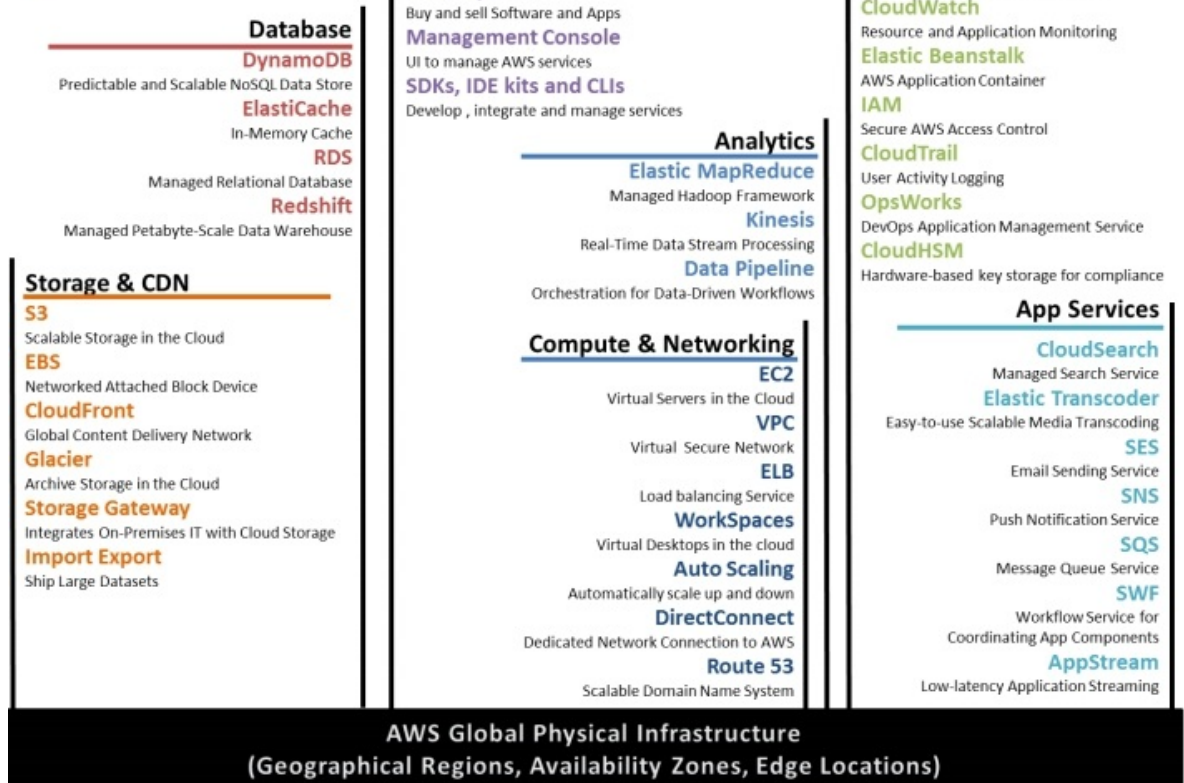 Database
DynamoDB
Predictable and Scalable NoSQL Data Store
ElastiCache
In-Memory Cache
RDS
Managed Relational Database
Redshift
Managed Petabyte-Scale Data Warehouse
Storage & CDN
S3
Scalable Storage in the Cloud
EBS
Networked Attached Block Device
CloudFront
Global Content Delivery Network
Glacier
Archive Storage in the Cloud
Storage Gateway
Integrates On-Premises IT with Cloud Storage
Import Export
Ship Large Datasets
Buy and sell Software and Apps
Management Console
UI to manage AWS services
SDKs, IDE kits and CLIs
Develop , integrate and manage services
Analytics
Elastic MapReduce
Managed Hadoop Framework
Kinesis
Real-Time Data Stream Processing
Data Pipeline
Orchestration for Data-Driven Workflows
Compute & Networking
EC2
Virtual Servers in the Cloud
VPC
Virtual Secure Network
ELB
Load balancing Service
WorkSpaces
Virtual Desktops in the cloud
Auto Scaling
Automatically scale up and down
DirectConnect
Dedicated Network Connection to AWS
Route 53
Scalable Domain Name System
CloudWatch
Resource and Application Monitoring
Elastic Beanstalk
AWS Application Container
IAM
Secure AWS Access Control
CloudTrail
User Activity Logging
OpsWorks
DevOps Application Management Service
CloudHSM
Hardware-based key storage for compliance
App Services
CloudSearch
Managed Search Service
Elastic Transcoder
Easy-to-use Scalable Media Transcoding
SES
Email Sending Service
SNS
Push Notification Service
SQS
Message Queue Service
SWF
Workflow Service for
Coordinating App Components
AppStream
Low-latency Application Streaming
AWS Global Physical Infrastructure
(Geographical Regions, Availability Zones, Edge Locations)